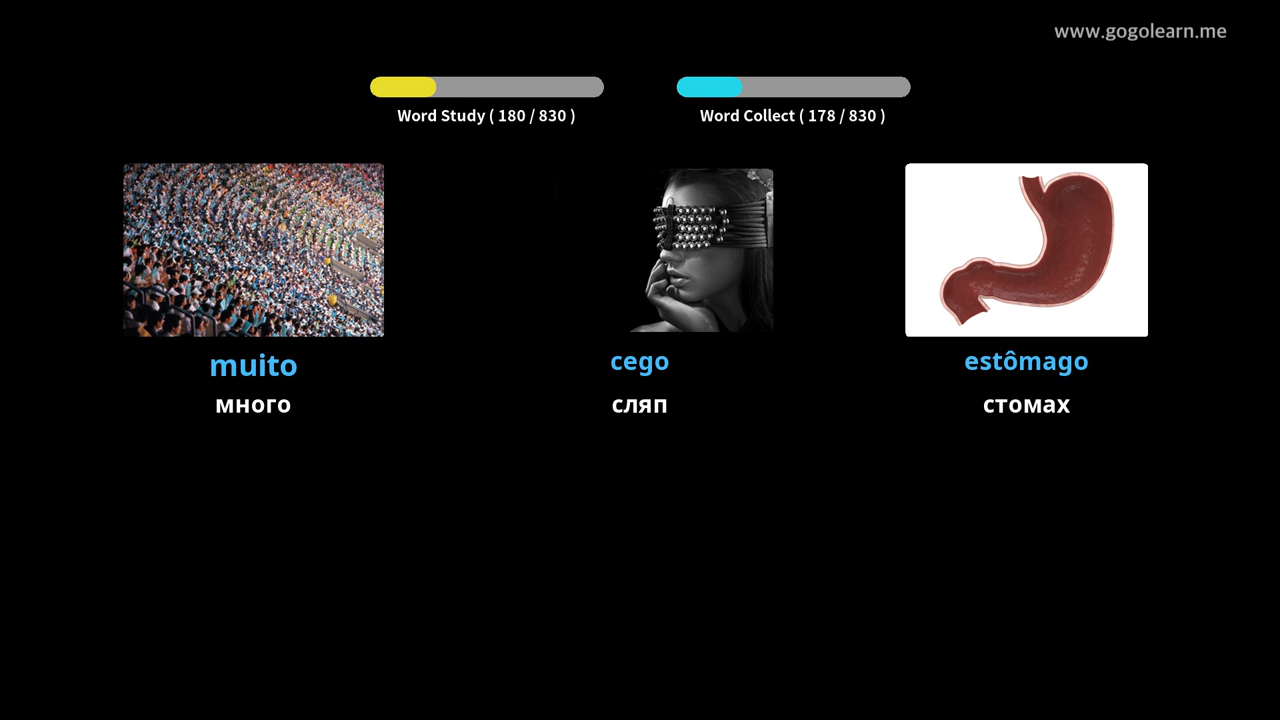 www.gogolearn.me
Word Study ( 180 / 830 )
Word Collect ( 178 / 830 )
muito
cego
estômago
много
сляп
стомах